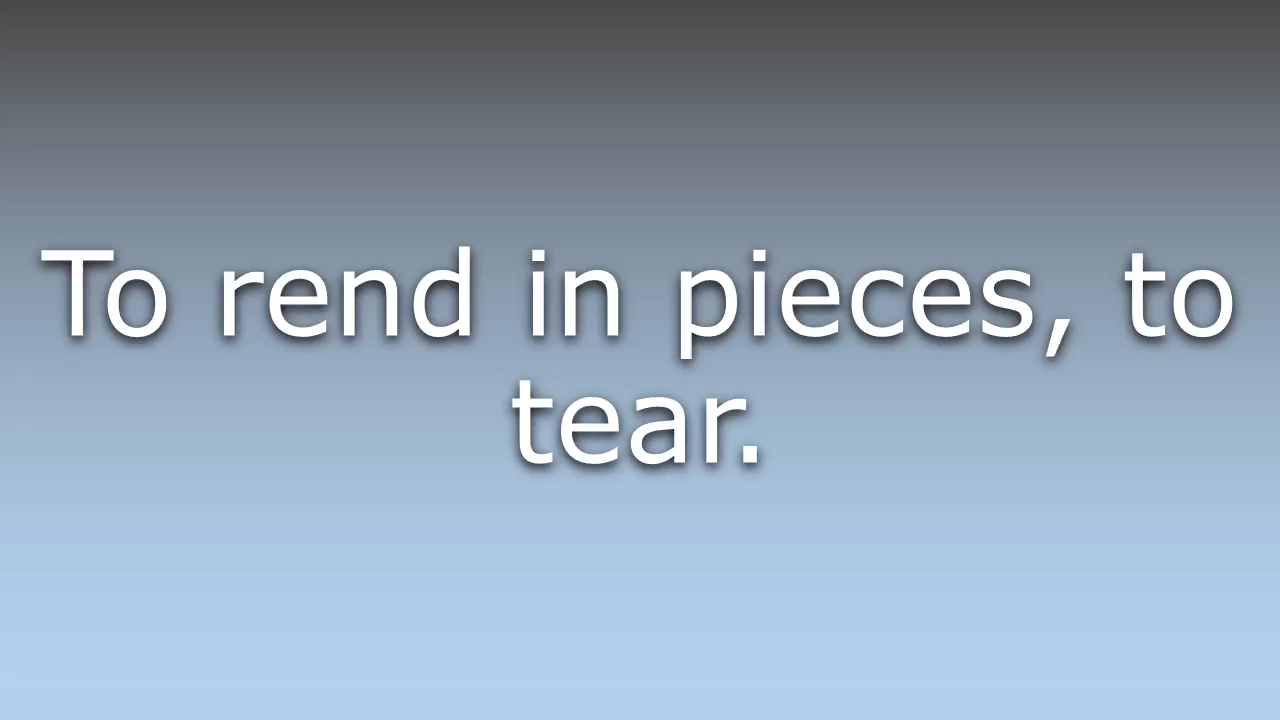 To rend in pieces, to
tear.